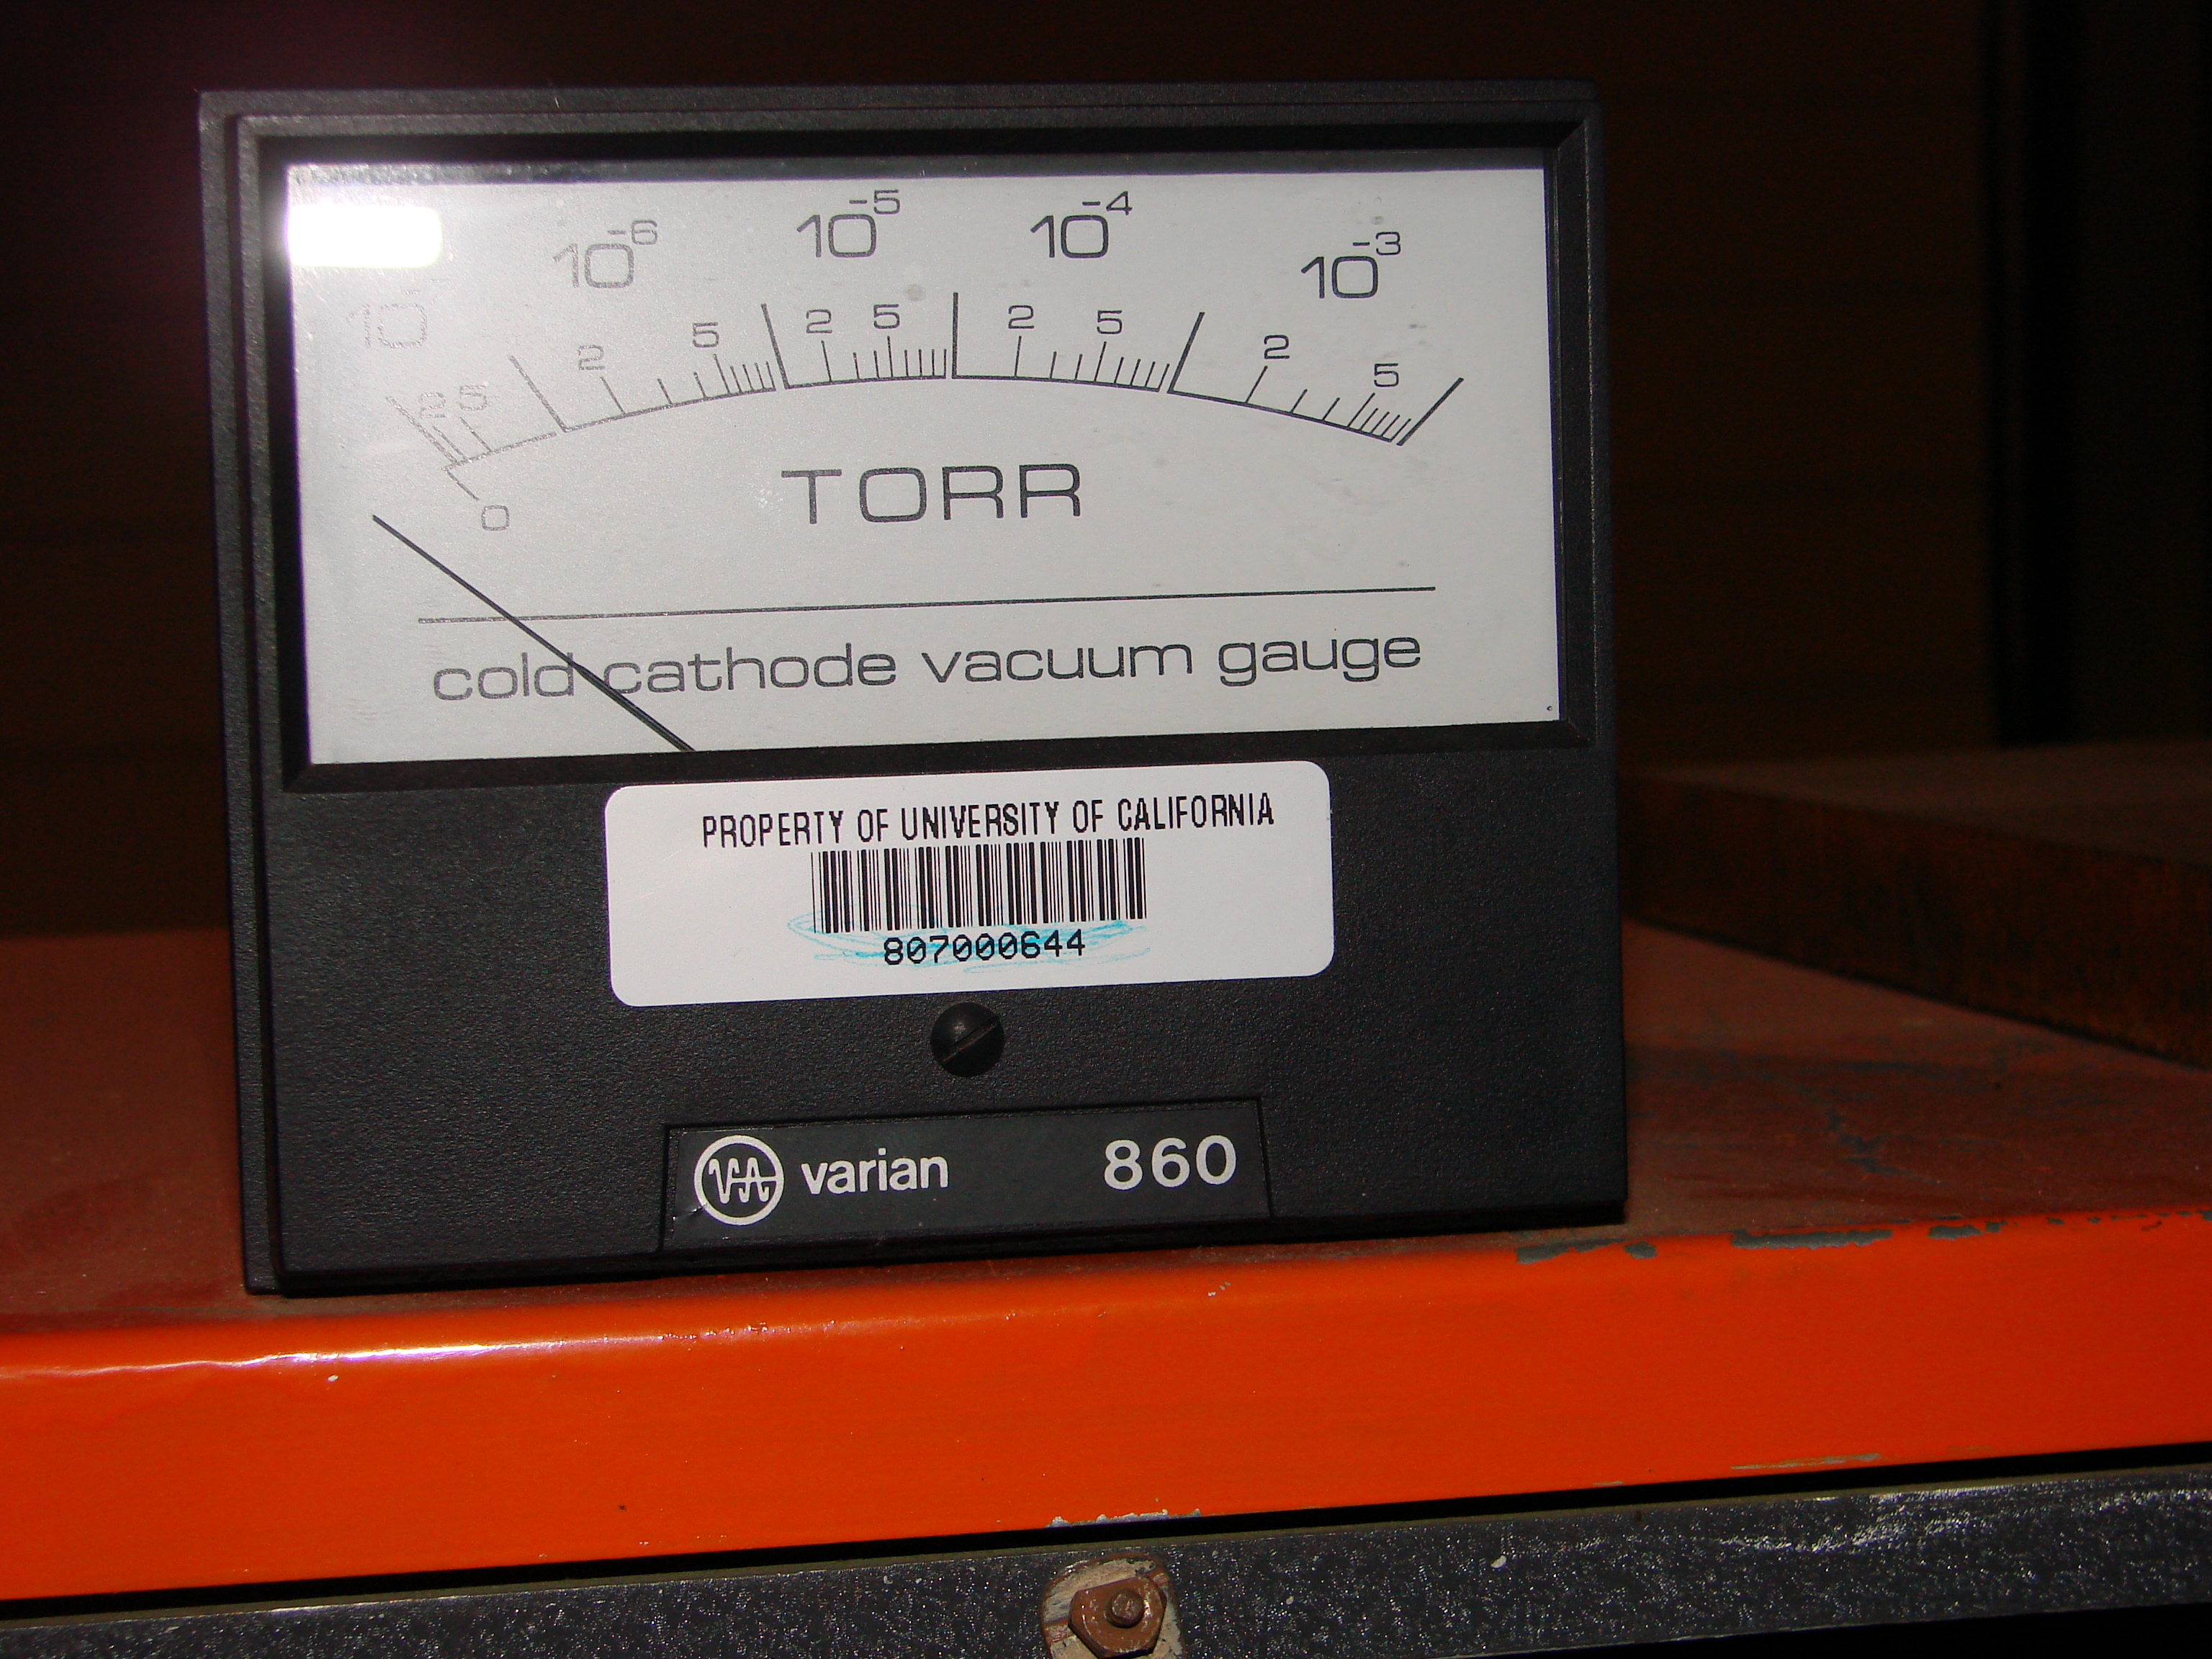 10⁻⁶ 10⁻⁵ 10⁻⁴ 10⁻³
10
2 5 2 5 2 5 2 5 2 5
0
TORR
cold cathode vacuum gauge
PROPERTY OF UNIVERSITY OF CALIFORNIA
807000644
VA varian 860